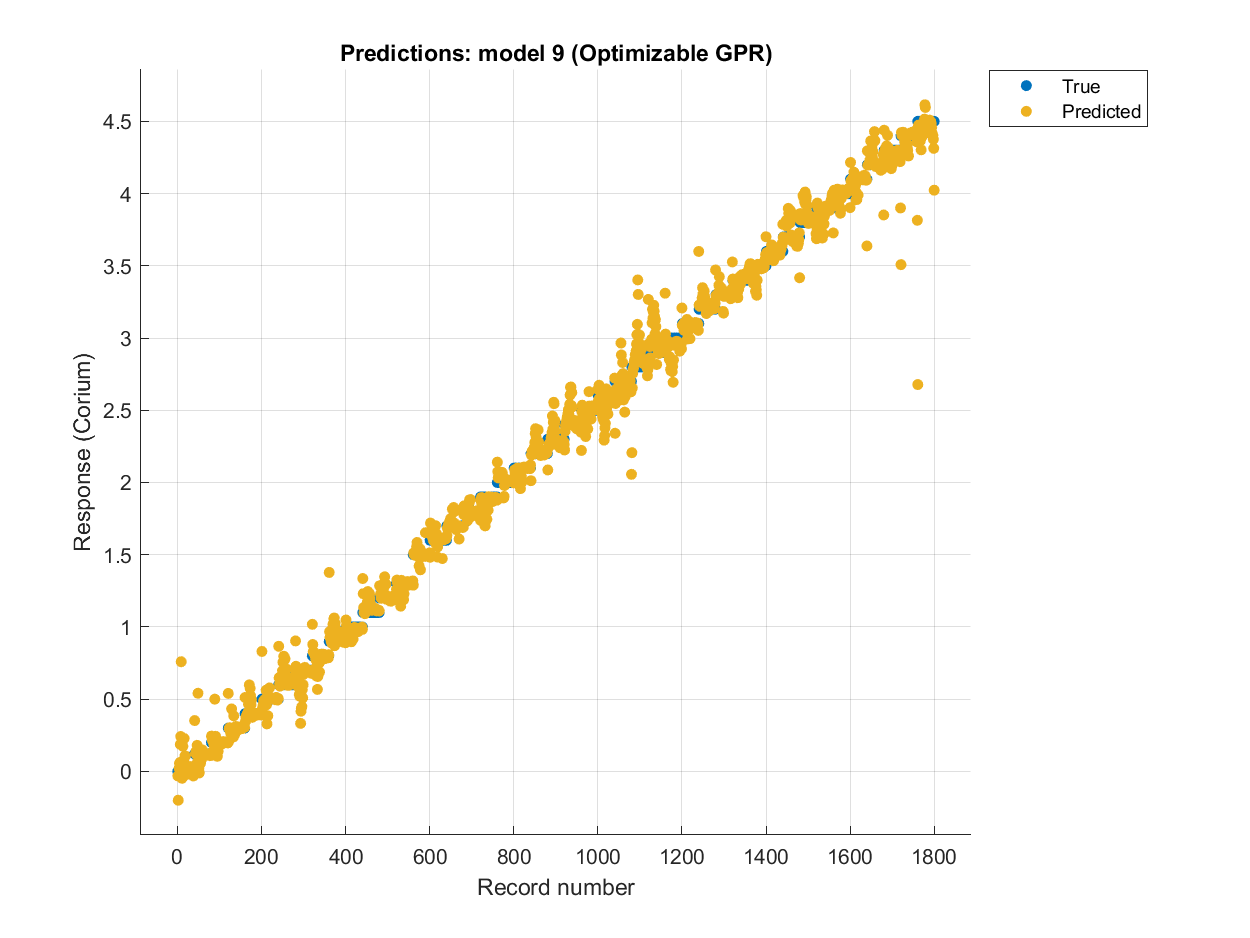 Predictions: model 9 (Optimizable GPR)
True
Predicted
4.5
4
3.5
3
2.5
2
1.5
1
0.5
0
Response (Corium)
0 200 400 600 800 1000 1200 1400 1600 1800
Record number